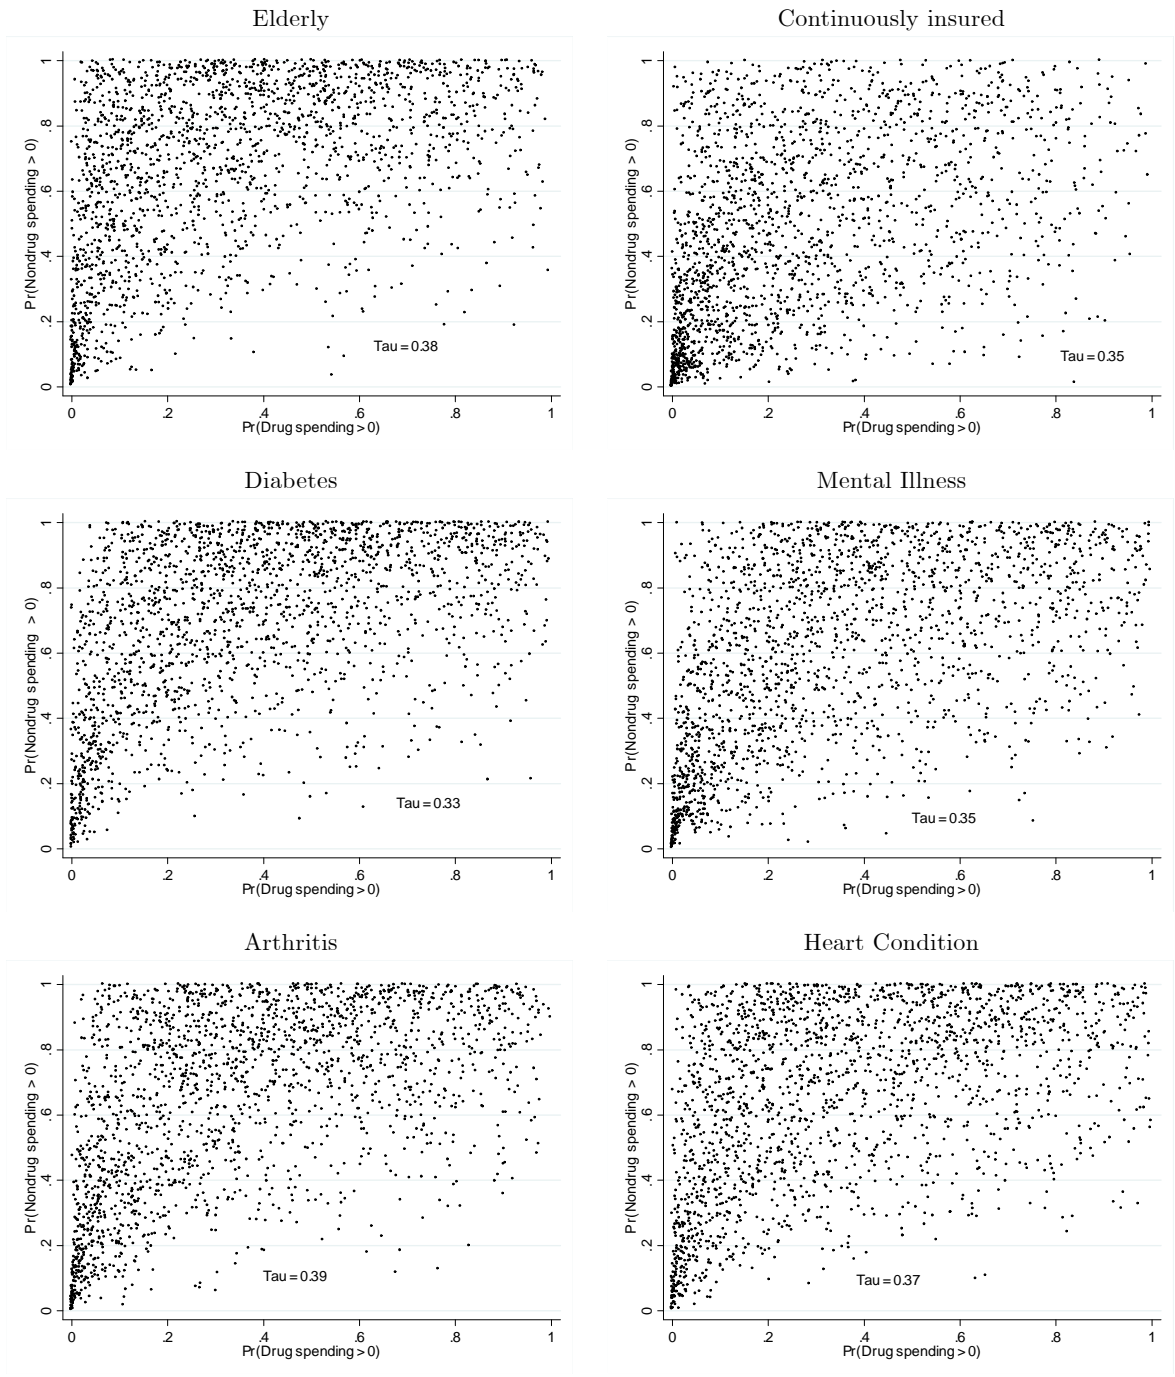 Elderly
Continuously insured
Pr(Nondrug spending > 0)
0 .2 .4 .6 .8 1
Tau = 0.38
0 .2 .4 .6 .8 1
Pr(Drug spending > 0)
Pr(Nondrug spending > 0)
0 .2 .4 .6 .8 1
Tau = 0.35
0 .2 .4 .6 .8 1
Pr(Drug spending > 0)
Diabetes
Mental Illness
Pr(Nondrug spending > 0)
0 .2 .4 .6 .8 1
Tau = 0.33
0 .2 .4 .6 .8 1
Pr(Drug spending > 0)
Pr(Nondrug spending > 0)
0 .2 .4 .6 .8 1
Tau = 0.35
0 .2 .4 .6 .8 1
Pr(Drug spending > 0)
Arthritis
Heart Condition
Pr(Nondrug spending > 0)
0 .2 .4 .6 .8 1
Tau = 0.39
0 .2 .4 .6 .8 1
Pr(Drug spending > 0)
Pr(Nondrug spending > 0)
0 .2 .4 .6 .8 1
Tau = 0.37
0 .2 .4 .6 .8 1
Pr(Drug spending > 0)